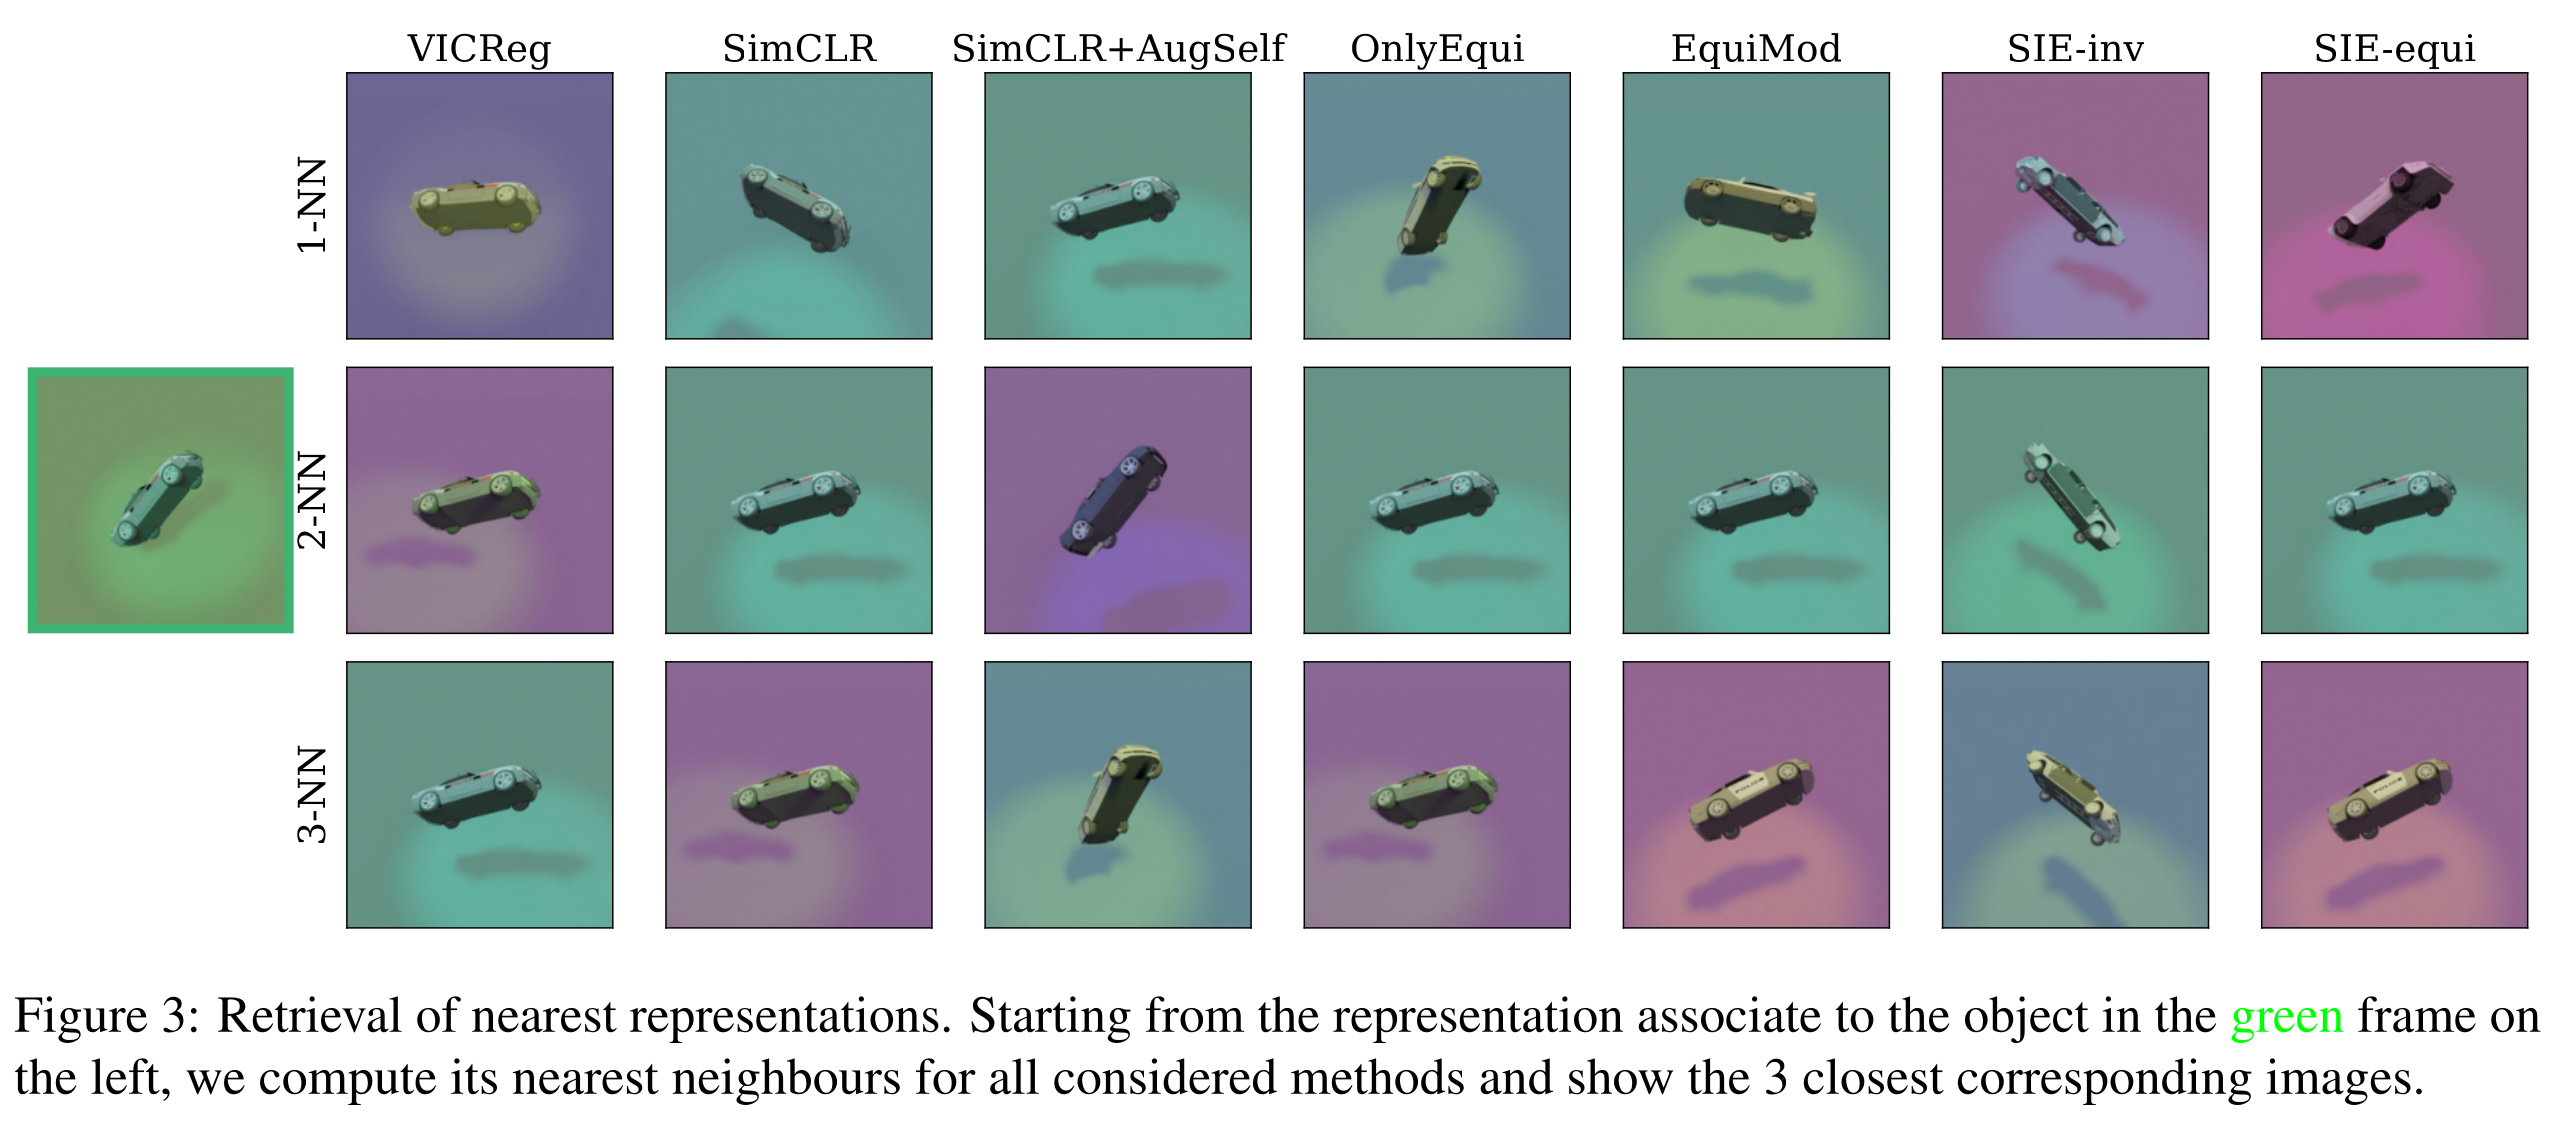 VICReg SimCLR SimCLR+AugSelf OnlyEqui EquiMod SIE-inv SIE-equi
1-NN
2-NN
3-NN
Figure 3: Retrieval of nearest representations. Starting from the representation associate to the object in the green frame on
the left, we compute its nearest neighbours for all considered methods and show the 3 closest corresponding images.